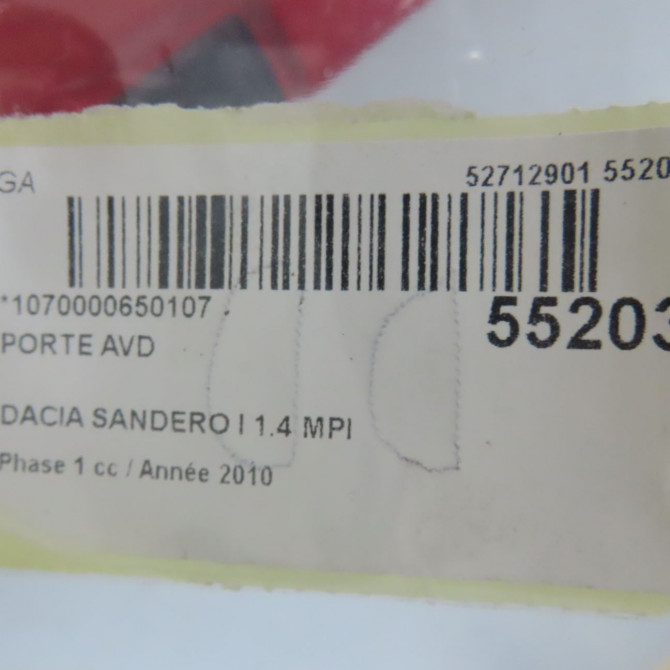 GA
52712901 5520
*1070000650107
55203
PORTE AVD
DACIA SANDERO I 1.4 MPI
Phase 1 cc / Année 2010